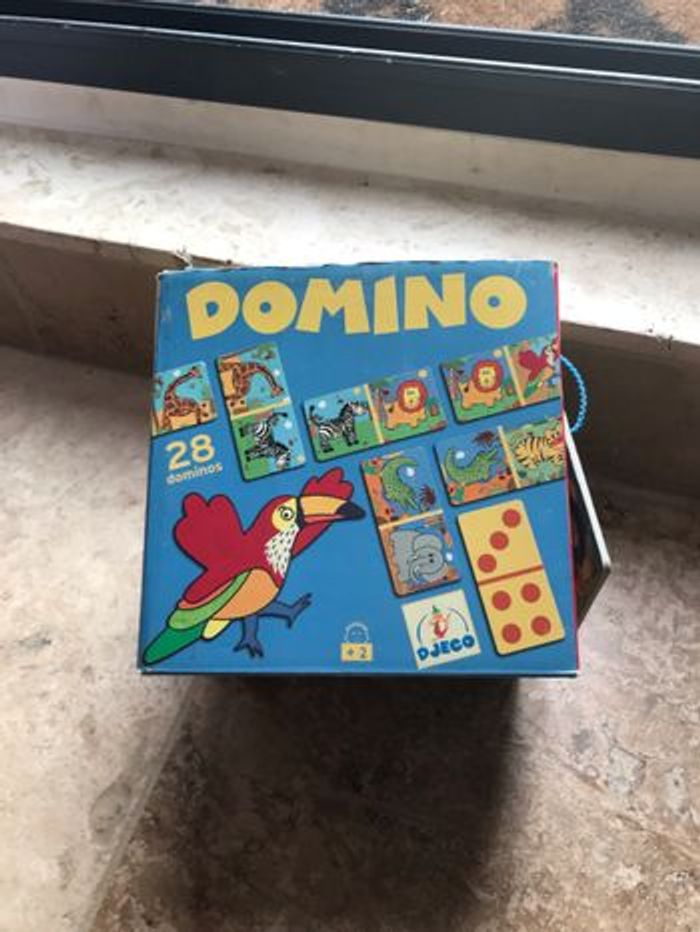 DOMINO
28
dominos
DJECO
+2